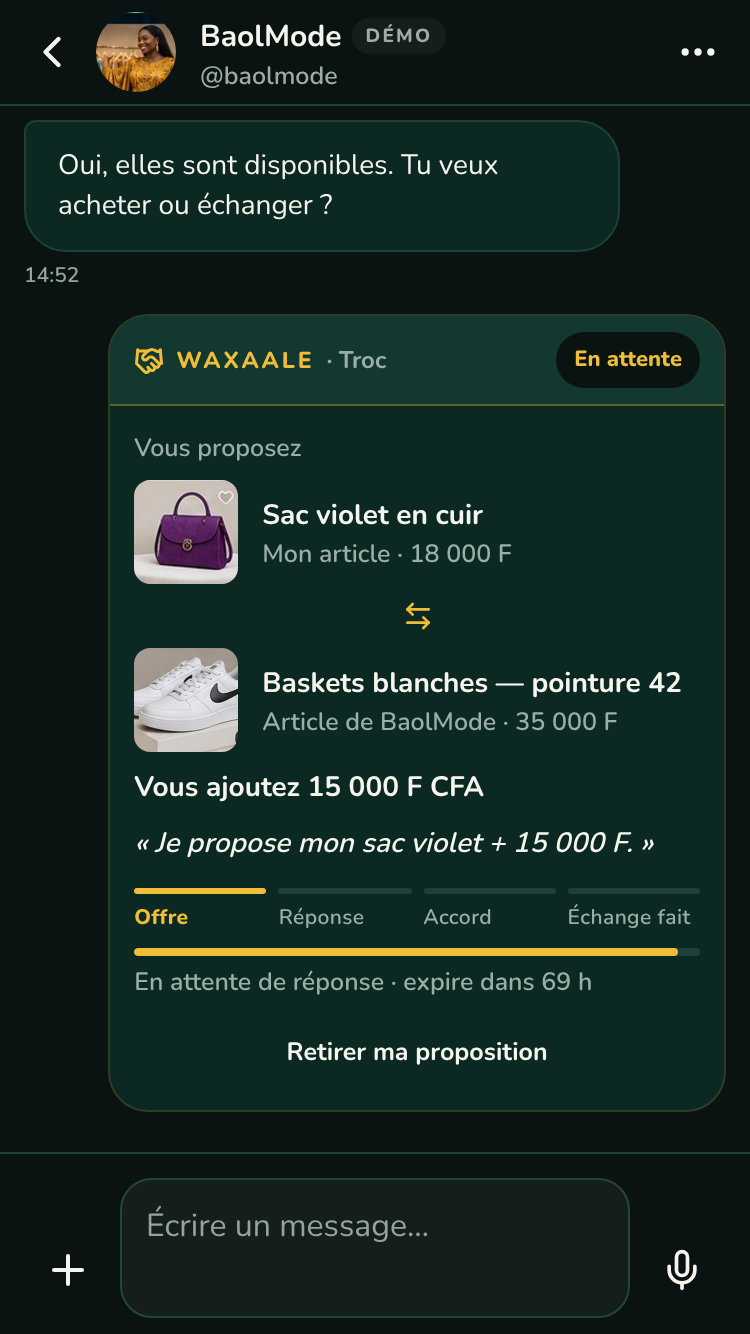 BaolMode DÉMO
@baolmode
Oui, elles sont disponibles. Tu veux
acheter ou échanger ?
14:52
WAXAALE · Troc En attente
Vous proposez
Sac violet en cuir
Mon article · 18 000 F
Baskets blanches — pointure 42
Article de BaolMode · 35 000 F
Vous ajoutez 15 000 F CFA
« Je propose mon sac violet + 15 000 F. »
Offre Réponse Accord Échange fait
En attente de réponse · expire dans 69 h
Retirer ma proposition
Écrire un message...